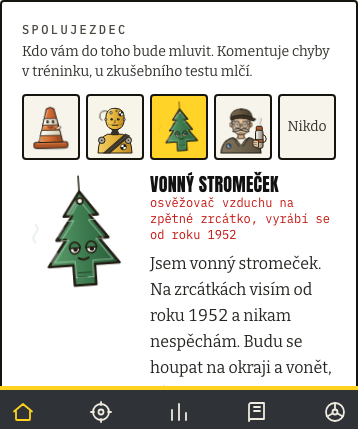 SPOLUJEZDEC
Kdo vám do toho bude mluvit. Komentuje chyby
v tréninku, u zkušebního testu mlčí.
Nikdo
VONNÝ STROMEČEK
osvěžovač vzduchu na
zpětné zrcátko, vyrábí se
od roku 1952
Jsem vonný stromeček.
Na zrcátkách visím od
roku 1952 a nikam
nespěchám. Budu se
houpat na okraji a vonět,